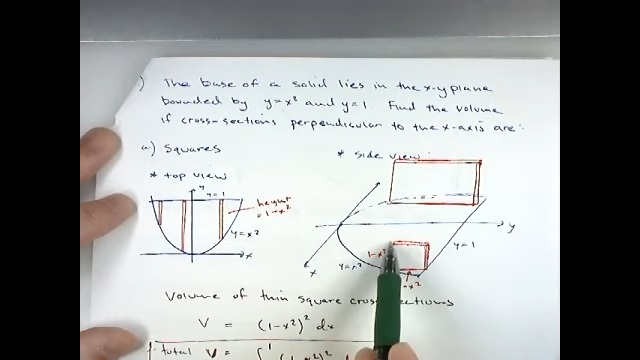 ) The base of a solid lies in the x-y plane
bounded by y=x² and y=1 Find the volume
if cross-sections perpendicular to the x-axis are:
a) Squares
* top view
* side view:
y
y=1
height
= 1-x²
y=x²
x
y
y=1
1-x²
y=x²
x
-x²
Volume of thin square cross sections
V = (1-x²)² dx
total V = ∫ 1